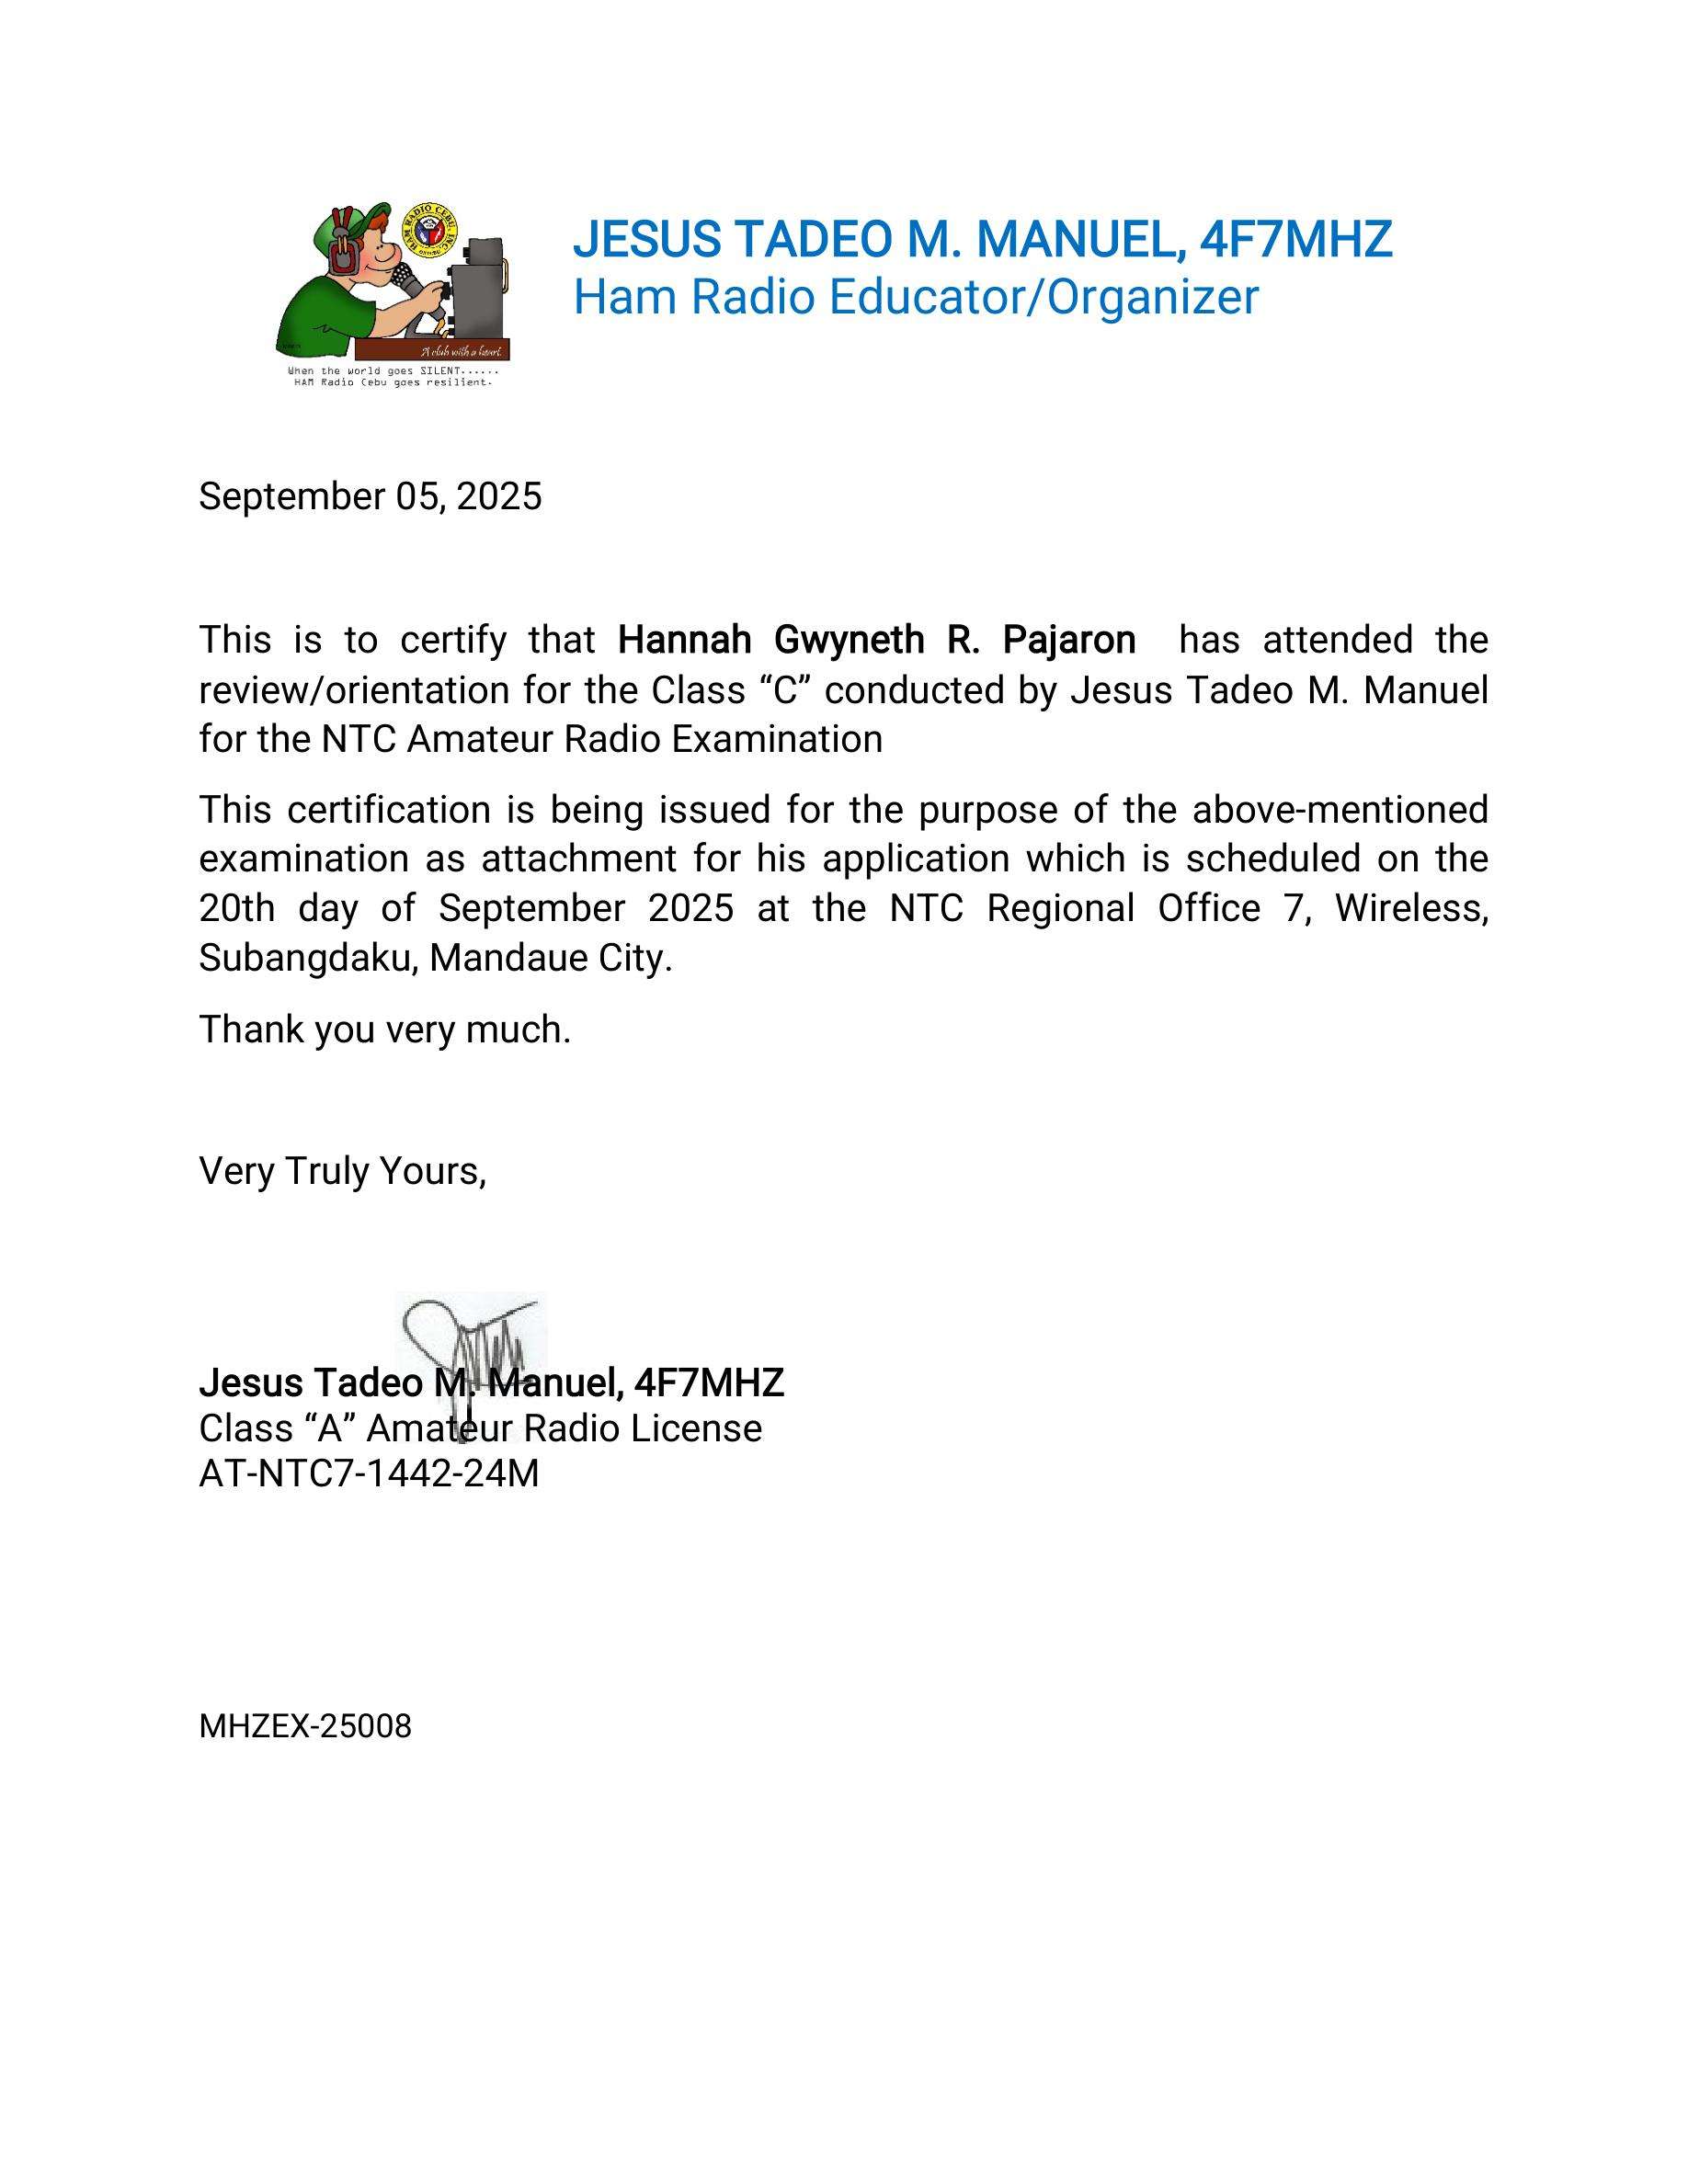 HAM RADIO CEBU, INC.
A club with a heart.
When the world goes SILENT......
HAM Radio Cebu goes resilient.
JESUS TADEO M. MANUEL, 4F7MHZ
Ham Radio Educator/Organizer
September 05, 2025
This is to certify that Hannah Gwyneth R. Pajaron has attended the
review/orientation for the Class “C” conducted by Jesus Tadeo M. Manuel
for the NTC Amateur Radio Examination
This certification is being issued for the purpose of the above-mentioned
examination as attachment for his application which is scheduled on the
20th day of September 2025 at the NTC Regional Office 7, Wireless,
Subangdaku, Mandaue City.
Thank you very much.
Very Truly Yours,
Jesus Tadeo M. Manuel, 4F7MHZ
Class “A” Amateur Radio License
AT-NTC7-1442-24M
MHZEX-25008